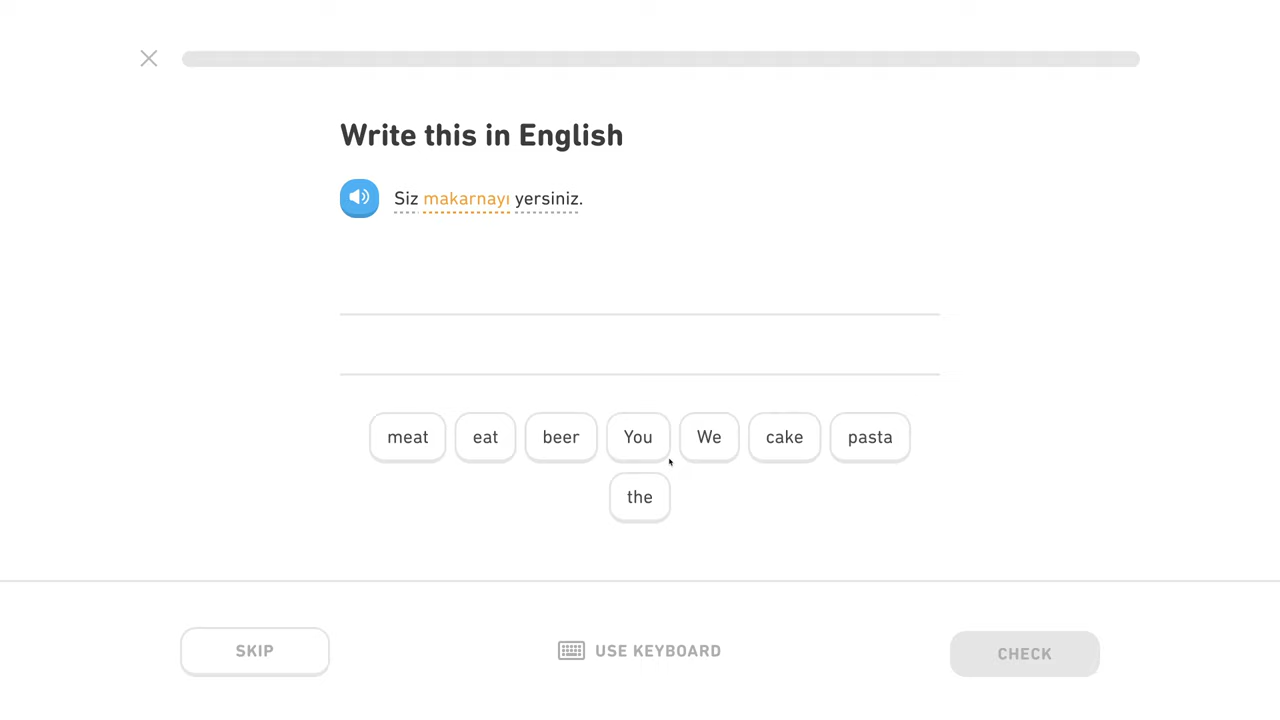 Write this in English
Siz makarnayı yersiniz.
meat eat beer You We cake pasta
the
SKIP USE KEYBOARD CHECK